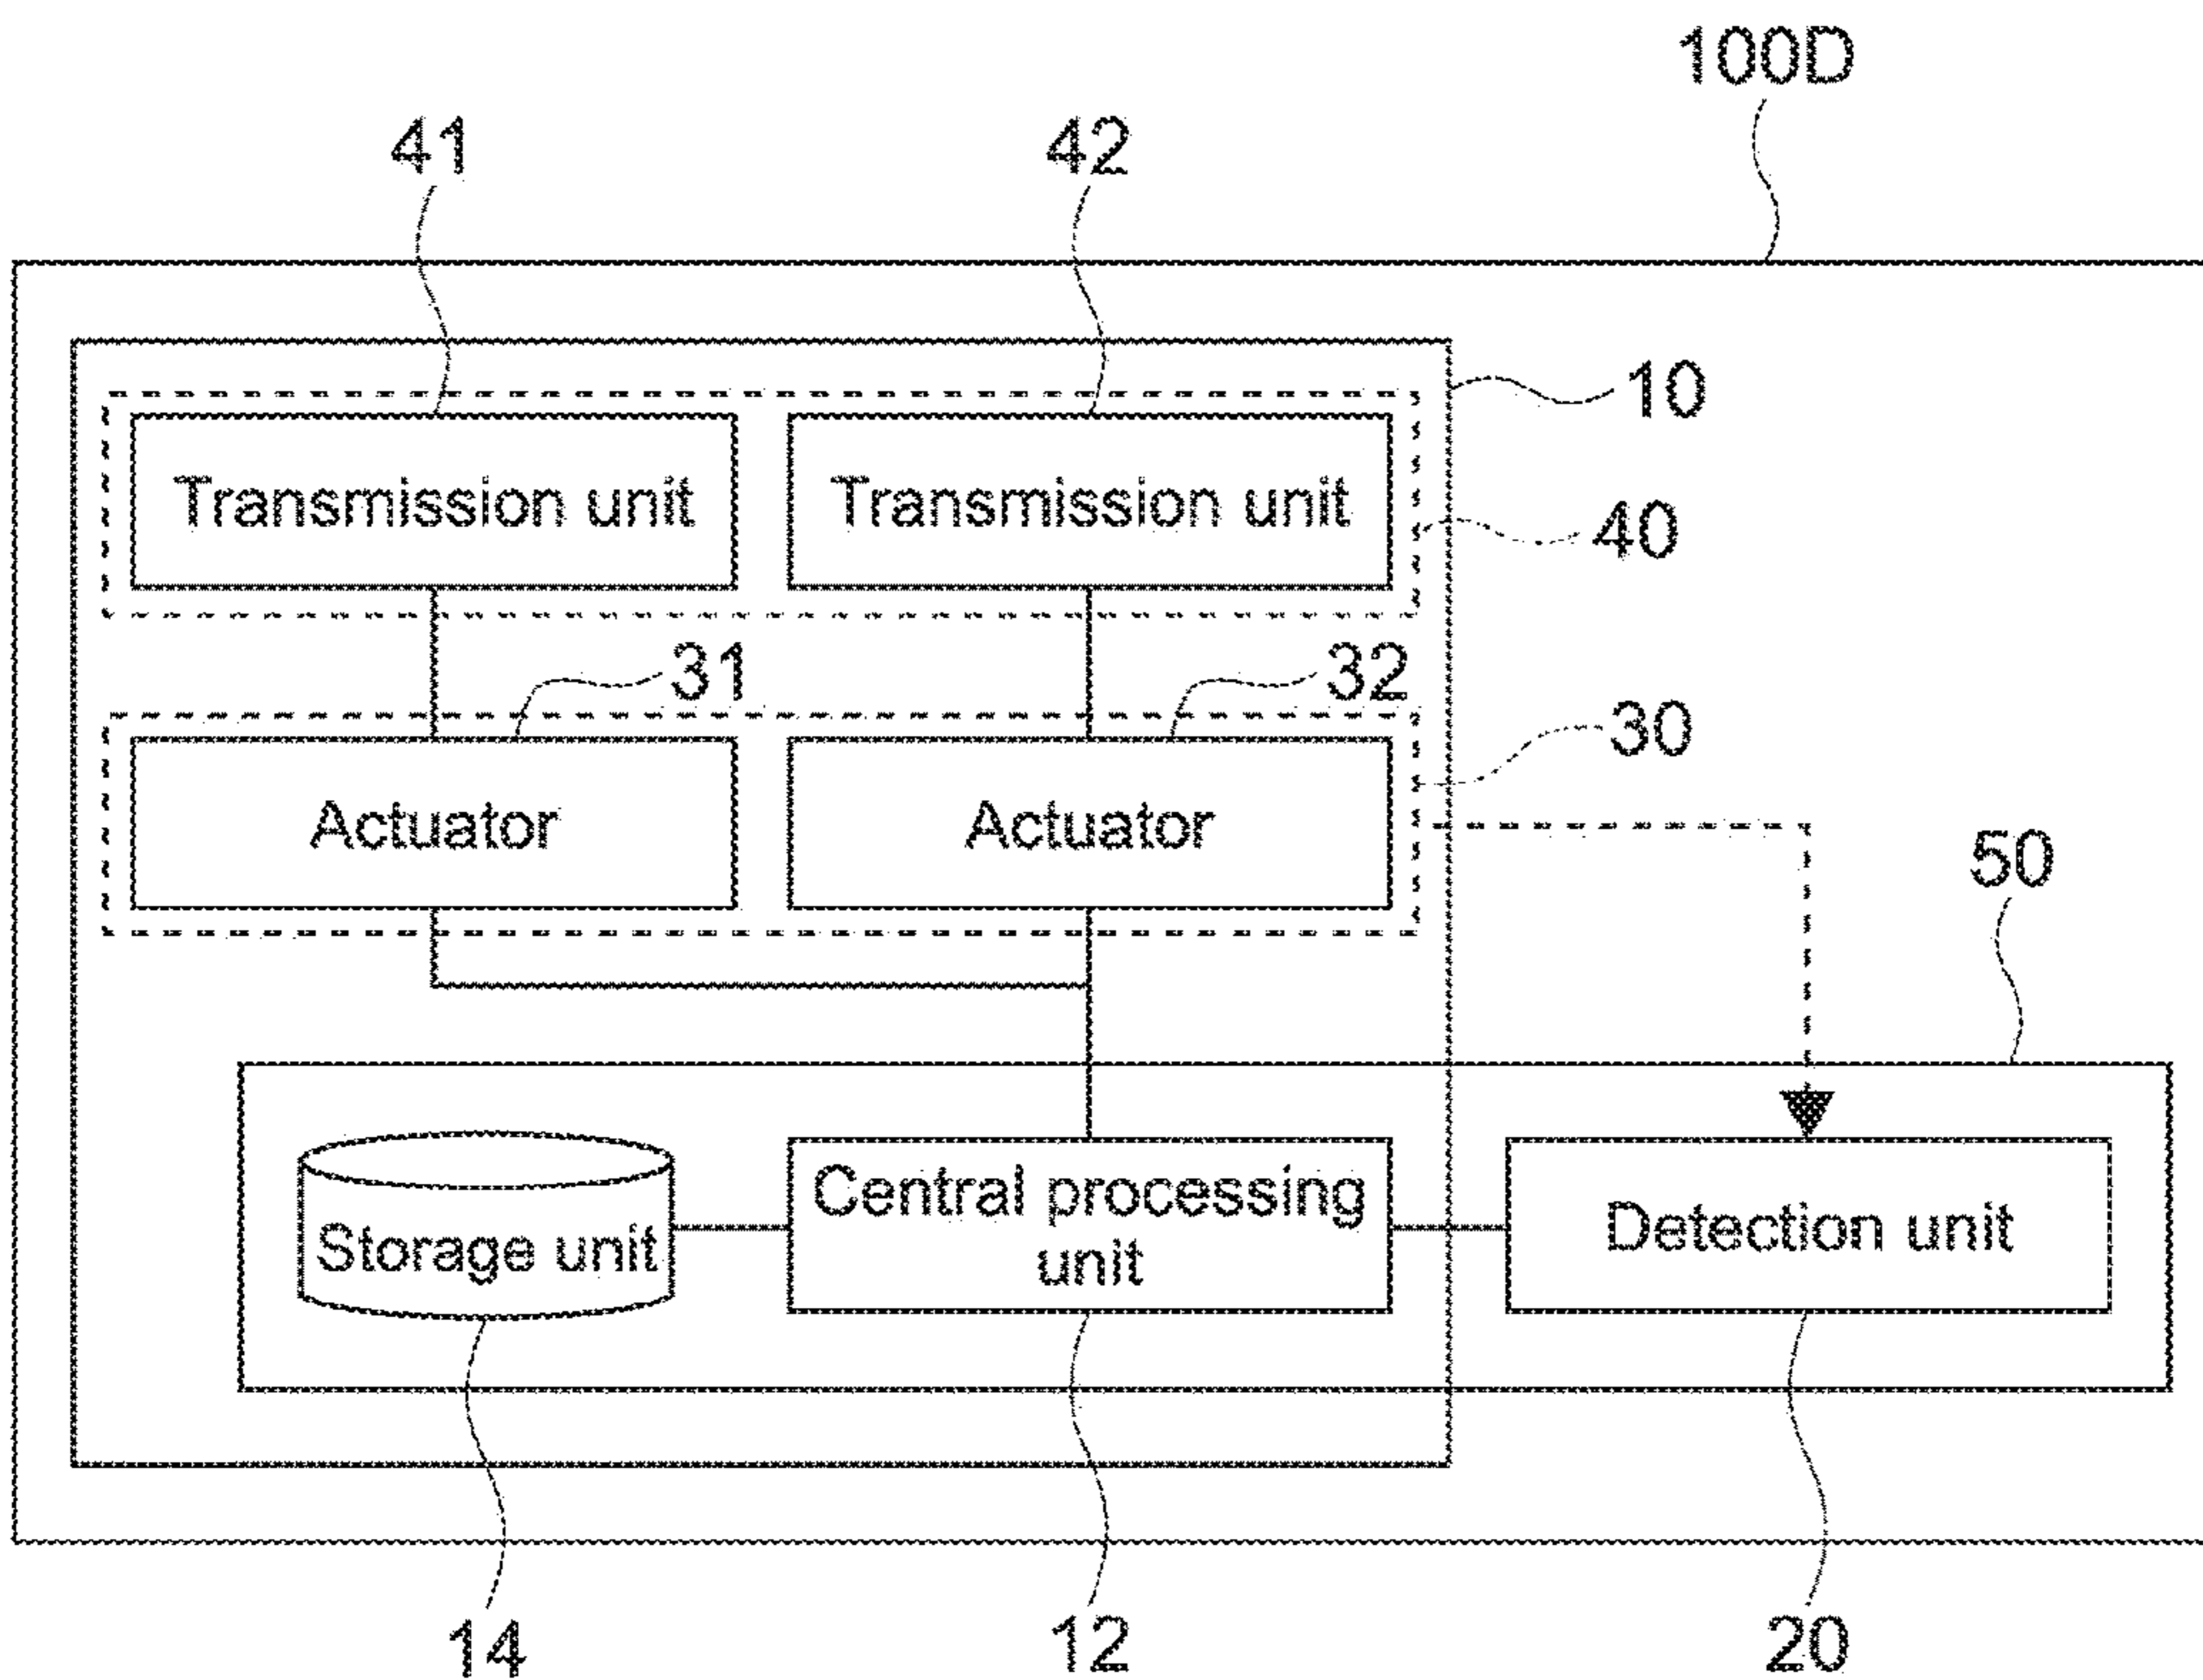 100D
41
42
10
Transmission unit
Transmission unit
40
31
32
30
Actuator
Actuator
50
Storage unit
Central processing
unit
Detection unit
14
12
20